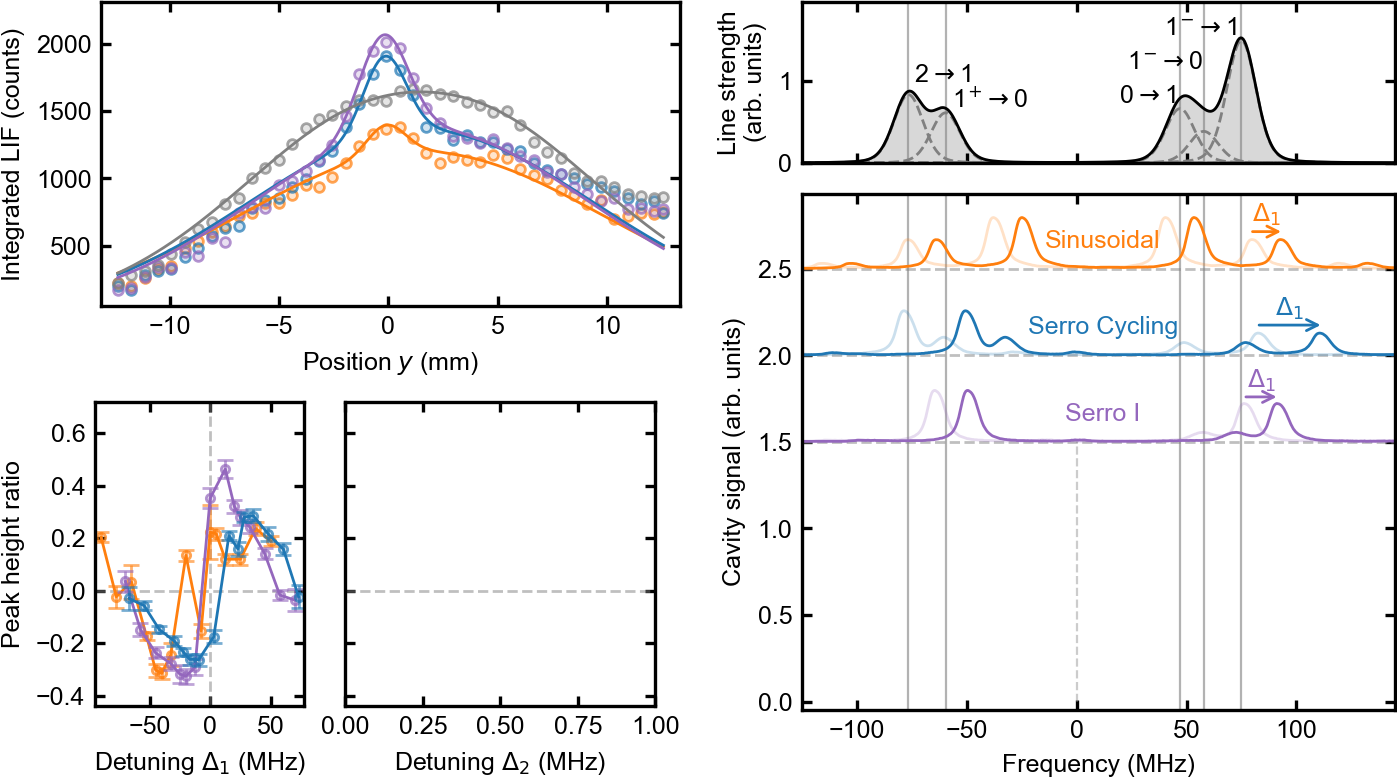 Integrated LIF (counts)
2000
1500
1000
500
−10
−5
0
5
10
Position y (mm)
Peak height ratio
0.6
0.4
0.2
0.0
−0.2
−0.4
−50
0
50
Detuning Δ₁ (MHz)
0.00
0.25
0.50
0.75
1.00
Detuning Δ₂ (MHz)
Line strength
(arb. units)
1
0
2 → 1
1⁺ → 0
1⁻ → 1
1⁻ → 0
0 → 1
Cavity signal (arb. units)
2.5
2.0
1.5
1.0
0.5
0.0
Sinusoidal
Δ₁
Serro Cycling
Δ₁
Serro I
Δ₁
−100
−50
0
50
100
Frequency (MHz)